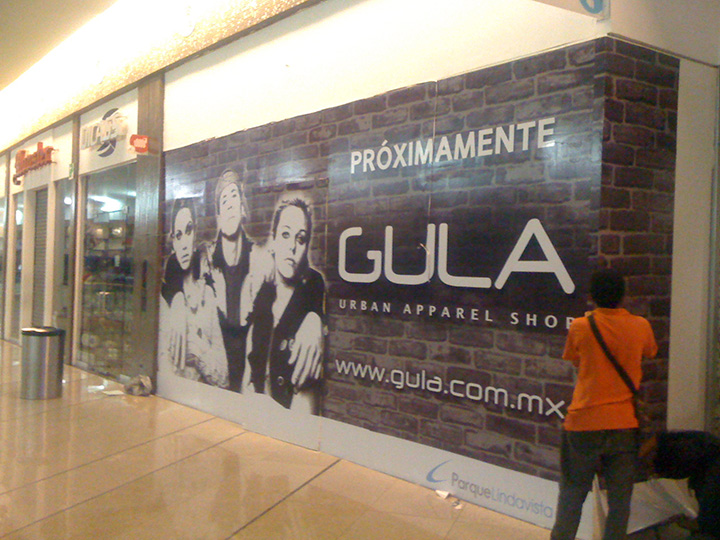 PRÓXIMAMENTE
GULA
URBAN APPAREL SHOP
www.gula.com.mx
ParqueLindavista